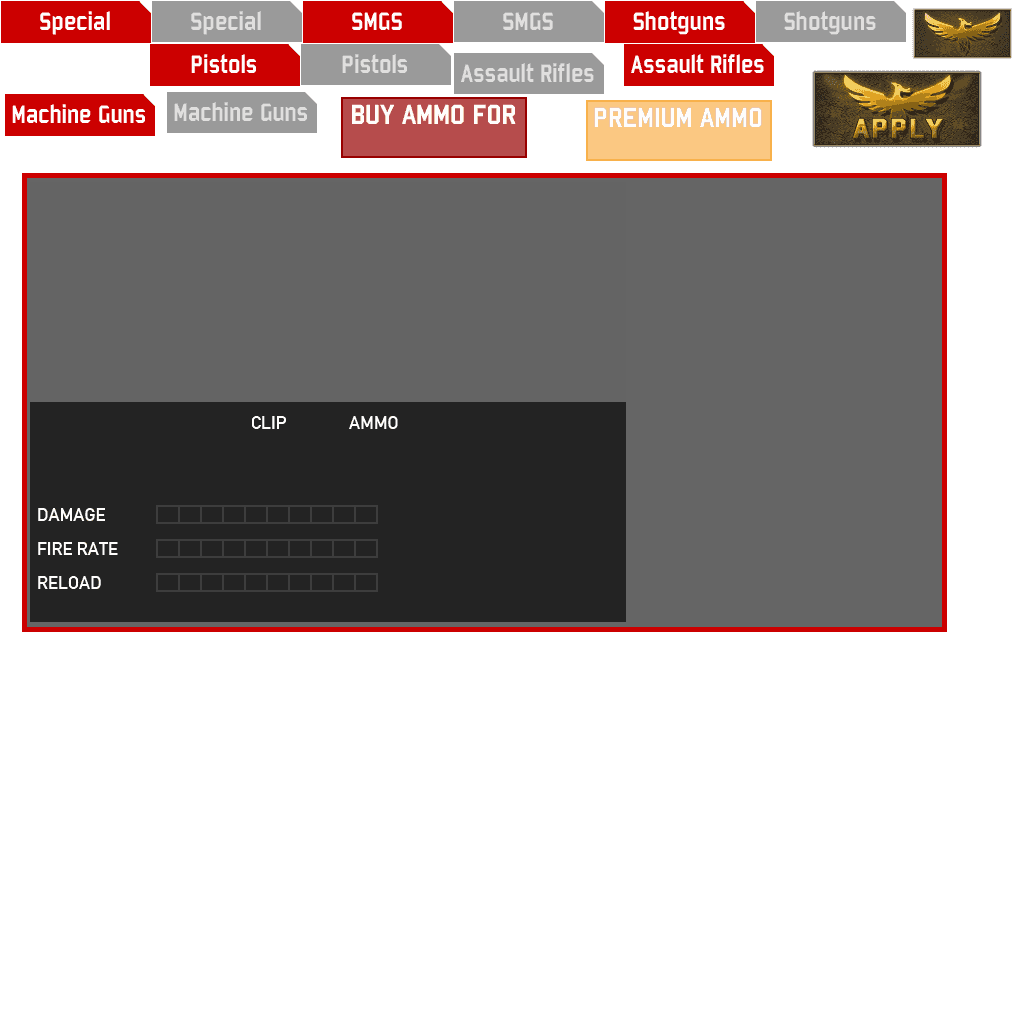 Special
Special
SMGS
SMGS
Shotguns
Shotguns
Pistols
Pistols
Assault Rifles
Assault Rifles
Machine Guns
Machine Guns
BUY AMMO FOR
PREMIUM AMMO
APPLY
CLIP
AMMO
DAMAGE
FIRE RATE
RELOAD